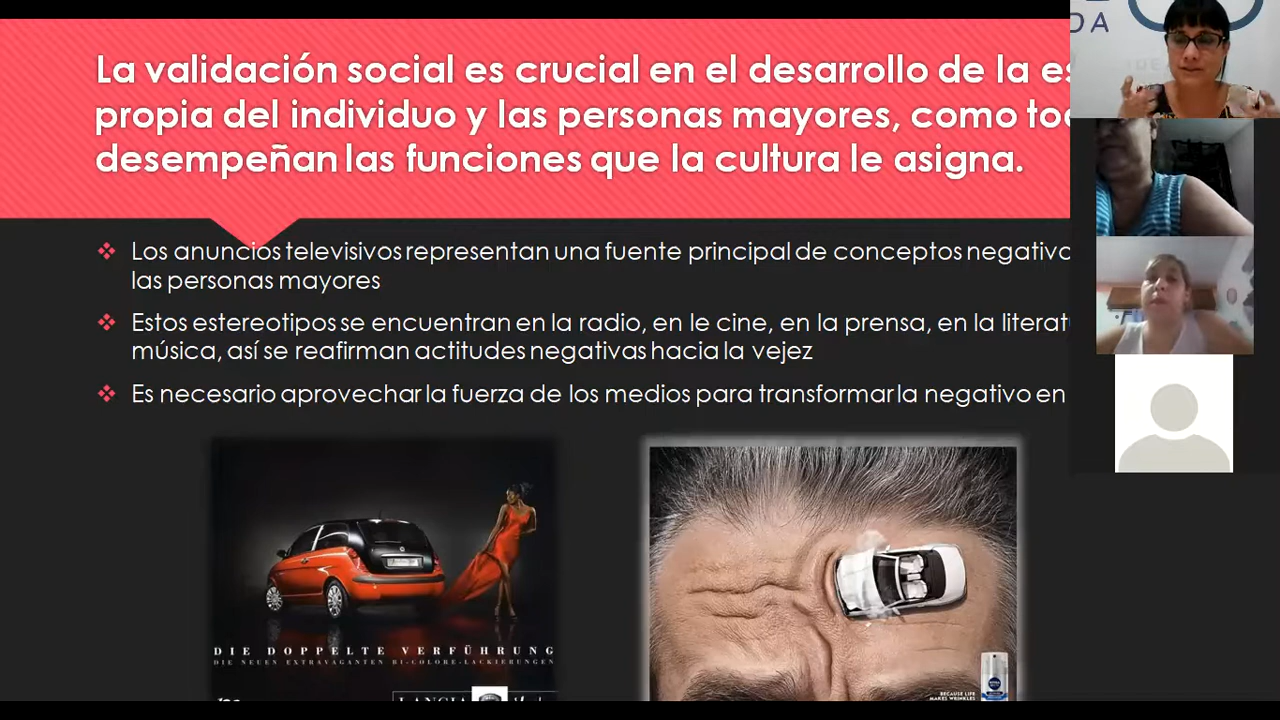 La validación social es crucial en el desarrollo de la es
propia del individuo y las personas mayores, como tod
desempeñan las funciones que la cultura le asigna.
Los anuncios televisivos representan una fuente principal de conceptos negativo
las personas mayores
Estos estereotipos se encuentran en la radio, en le cine, en la prensa, en la literat
música, así se reafirman actitudes negativas hacia la vejez
Es necesario aprovechar la fuerza de los medios para transformar la negativo en
DIE DOPPELTE VERFÜHRUNG
DIE NEUEN EXTRAVAGANTEN BI-COLORE-LACKIERUNGEN
LANCIA
BECAUSE LIFE
MAKES WRINKLES
NIVEA
DA